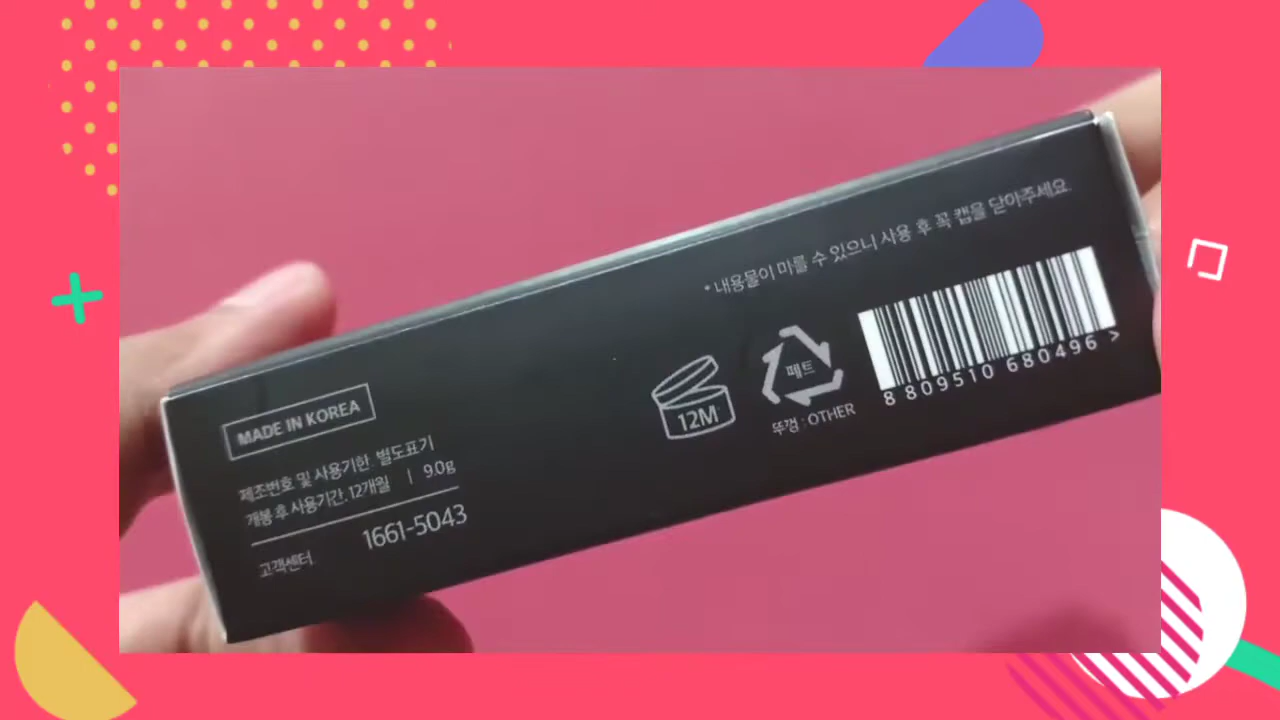 MADE IN KOREA
제조번호 및 사용기한 : 별도표기
개봉 후 사용기간 : 12개월 | 9.0g
고객센터 1661-5043
* 내용물이 마를 수 있으니 사용 후 꼭 캡을 닫아주세요.
12M
페트
뚜껑 : OTHER
8 809510 680496 >